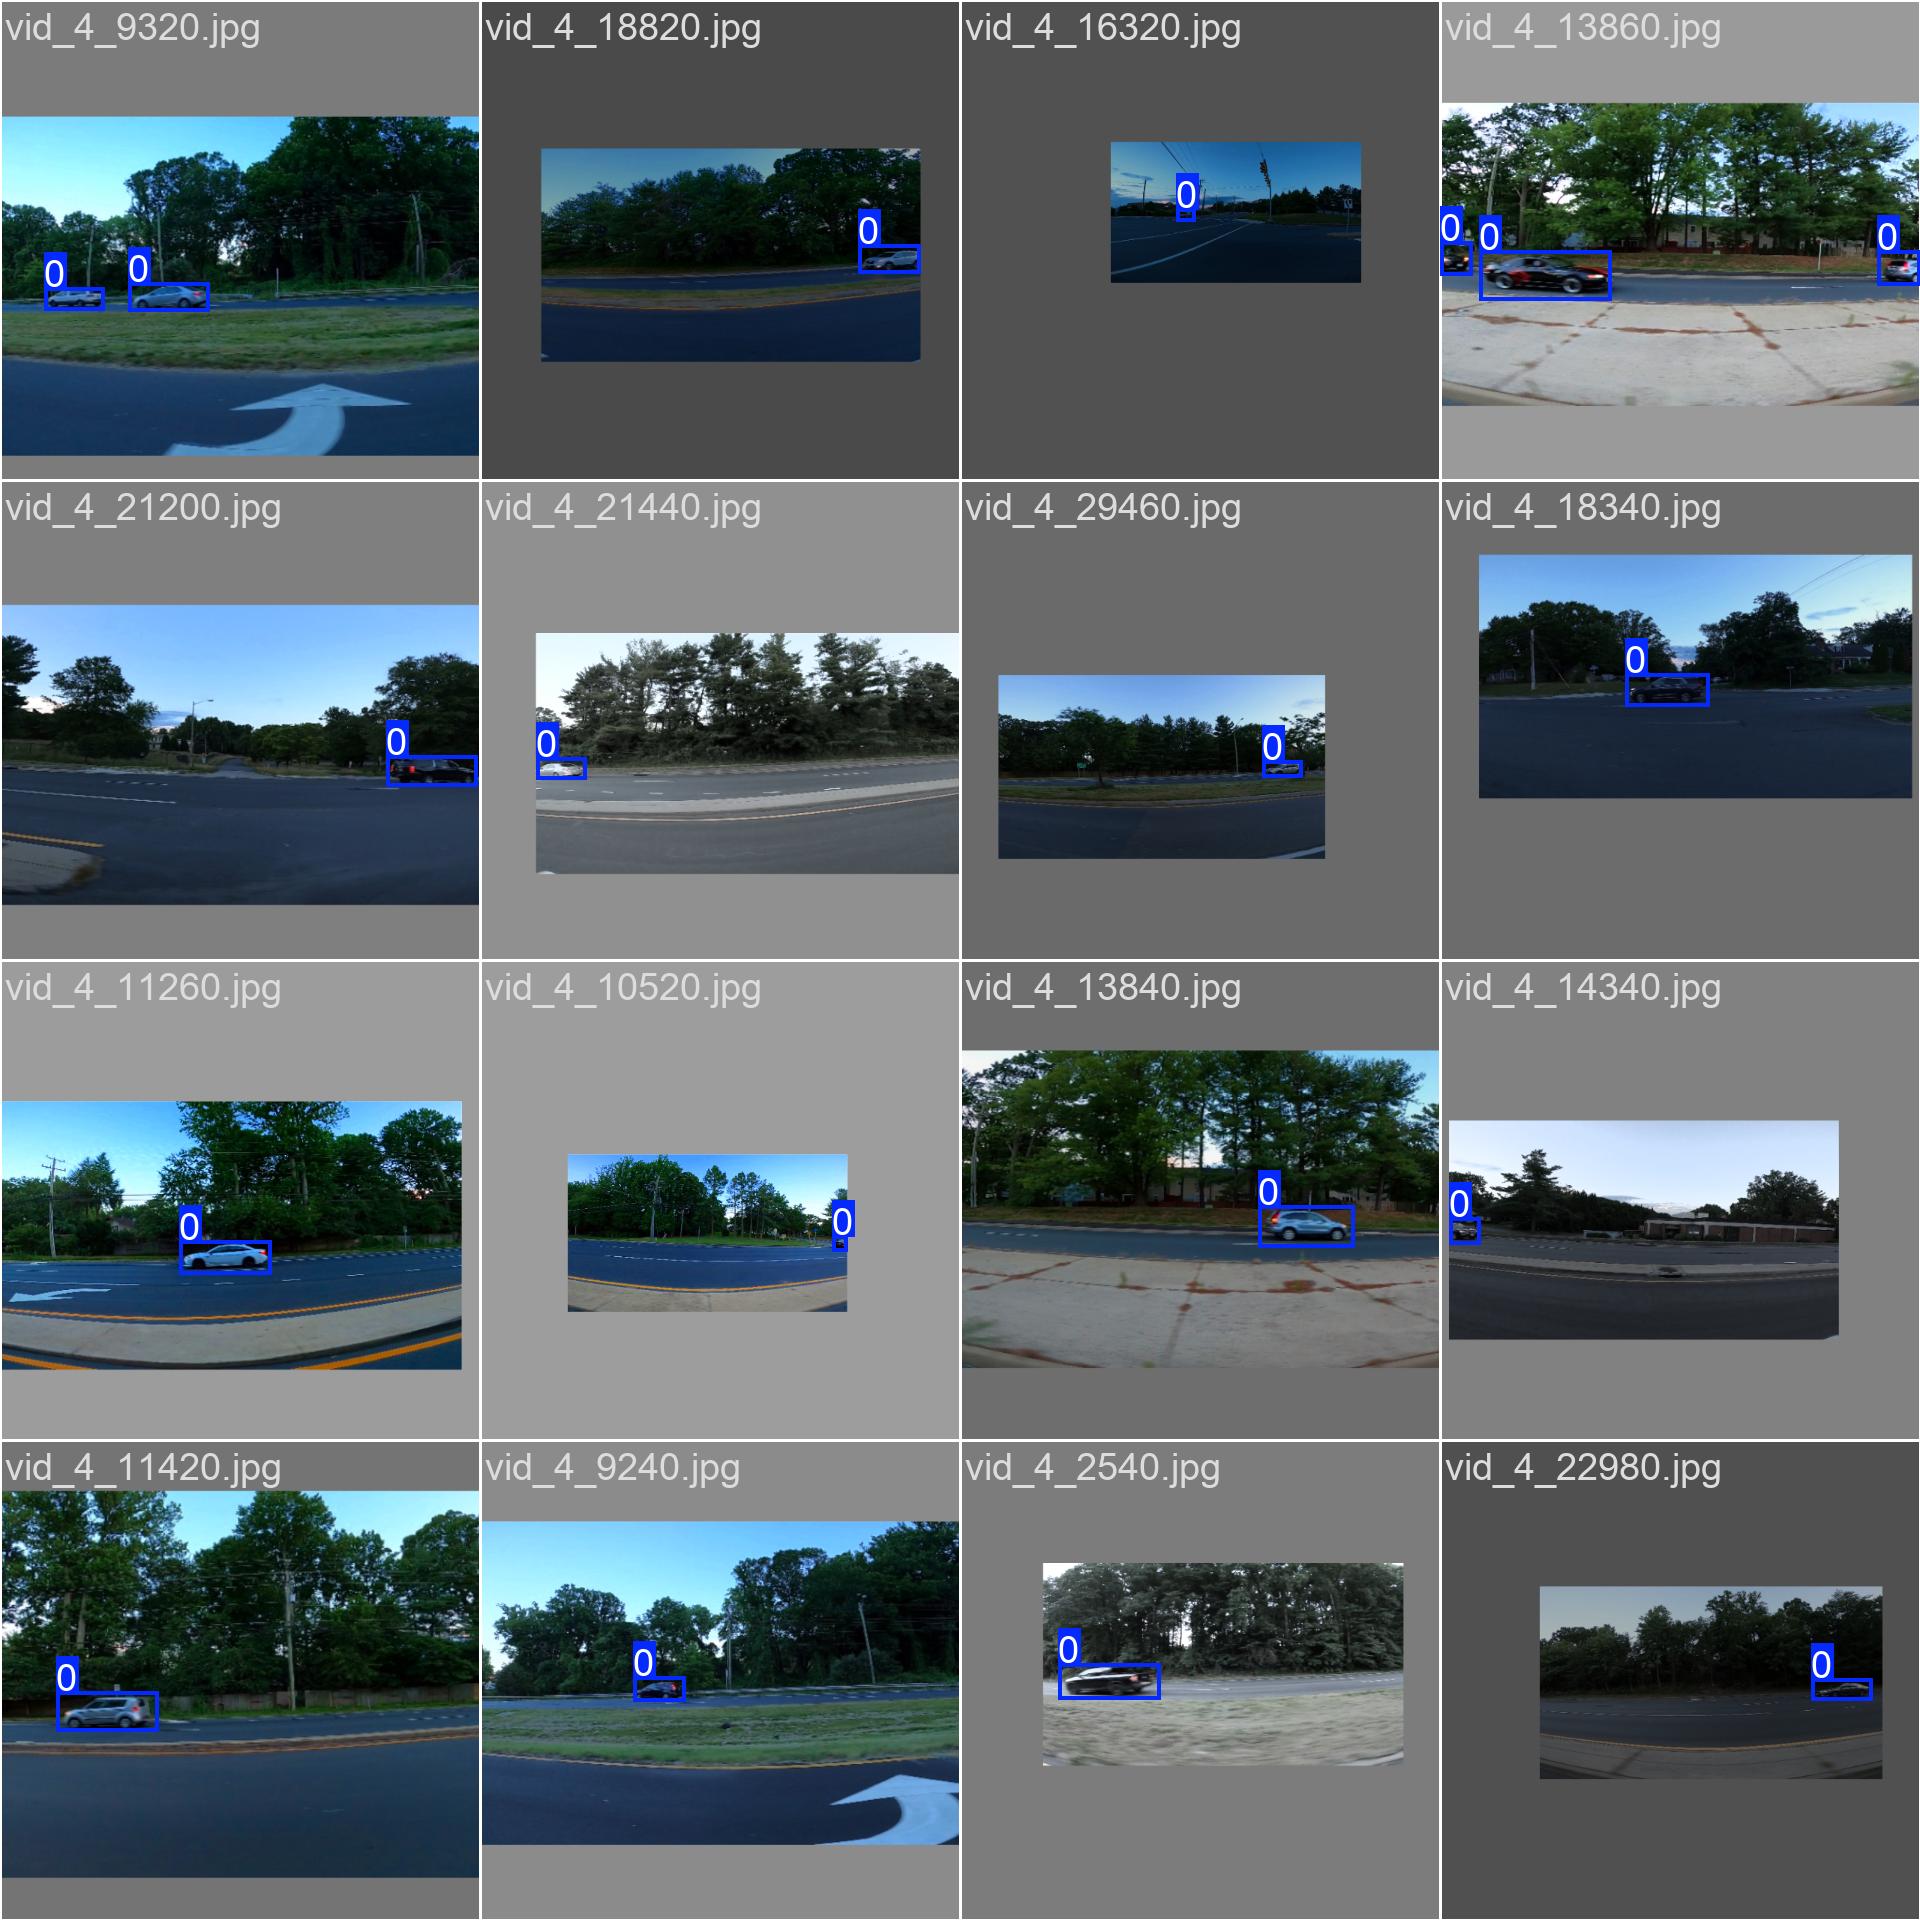 vid_4_9320.jpg
vid_4_18820.jpg
vid_4_16320.jpg
vid_4_13860.jpg
0
0
0
0
0
0
0
vid_4_21200.jpg
vid_4_21440.jpg
vid_4_29460.jpg
vid_4_18340.jpg
0
0
0
0
vid_4_11260.jpg
vid_4_10520.jpg
vid_4_13840.jpg
vid_4_14340.jpg
0
0
0
0
vid_4_11420.jpg
vid_4_9240.jpg
vid_4_2540.jpg
vid_4_22980.jpg
0
0
0
0